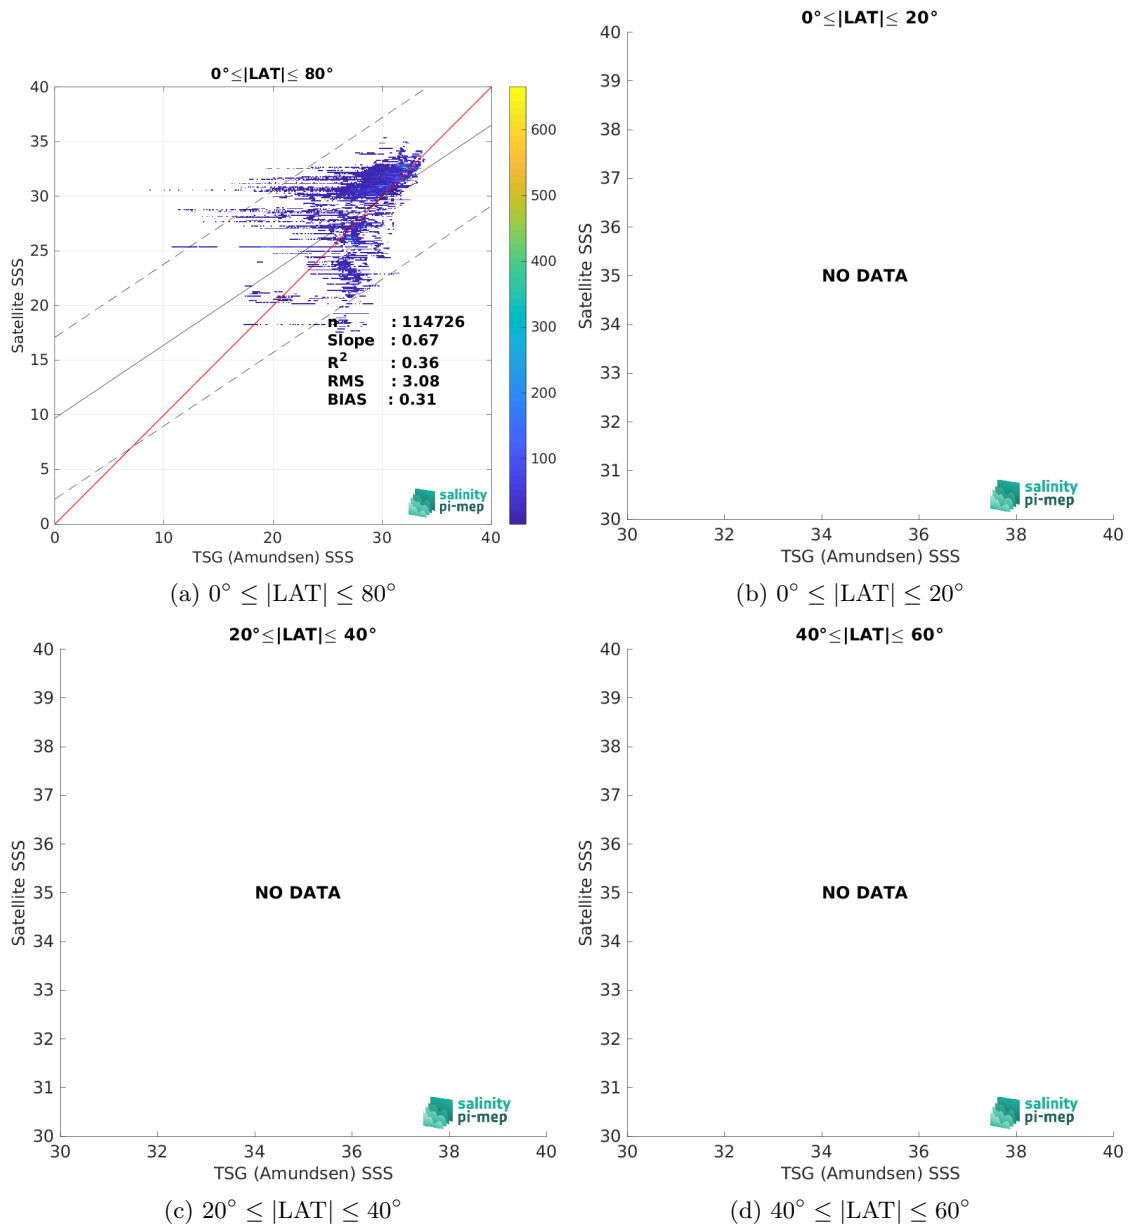 0°≤|LAT|≤ 80°
40
35
30
25
20
15
10
5
0
Satellite SSS
n : 114726
Slope : 0.67
R² : 0.36
RMS : 3.08
BIAS : 0.31
salinity
pi-mep
0 10 20 30 40
TSG (Amundsen) SSS
600
500
400
300
200
100
(a) 0° ≤ |LAT| ≤ 80°
0°≤|LAT|≤ 20°
40
39
38
37
36
35
34
33
32
31
30
Satellite SSS
NO DATA
salinity
pi-mep
30 32 34 36 38 40
TSG (Amundsen) SSS
(b) 0° ≤ |LAT| ≤ 20°
20°≤|LAT|≤ 40°
40
39
38
37
36
35
34
33
32
31
30
Satellite SSS
NO DATA
salinity
pi-mep
30 32 34 36 38 40
TSG (Amundsen) SSS
(c) 20° ≤ |LAT| ≤ 40°
40°≤|LAT|≤ 60°
40
39
38
37
36
35
34
33
32
31
30
Satellite SSS
NO DATA
salinity
pi-mep
30 32 34 36 38 40
TSG (Amundsen) SSS
(d) 40° ≤ |LAT| ≤ 60°